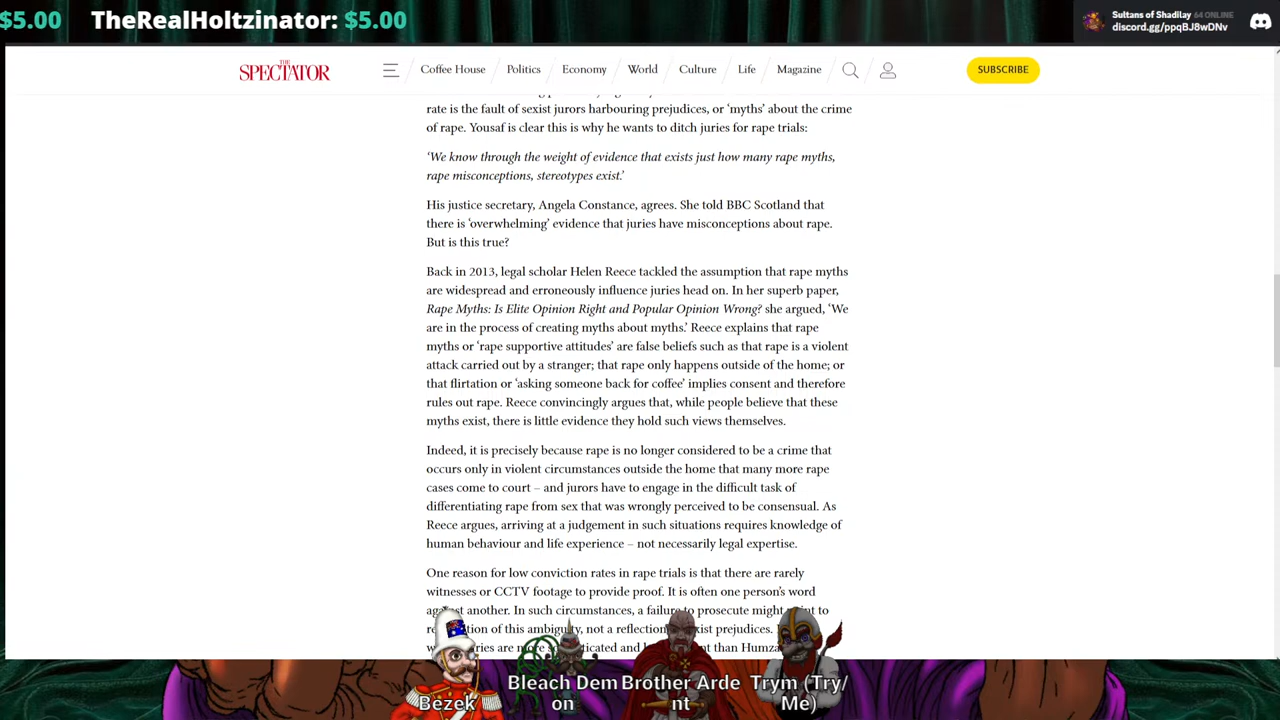 $5.00 TheRealHoltzinator: $5.00
Sultans of Shadilay 64 ONLINE
discord.gg/ppqBJ8wDNv
THE
SPECTATOR
Coffee House / Politics / Economy / World / Culture / Life / Magazine
SUBSCRIBE
rate is the fault of sexist jurors harbouring prejudices, or ‘myths’ about the crime
of rape. Yousaf is clear this is why he wants to ditch juries for rape trials:
‘We know through the weight of evidence that exists just how many rape myths,
rape misconceptions, stereotypes exist.’
His justice secretary, Angela Constance, agrees. She told BBC Scotland that
there is ‘overwhelming’ evidence that juries have misconceptions about rape.
But is this true?
Back in 2013, legal scholar Helen Reece tackled the assumption that rape myths
are widespread and erroneously influence juries head on. In her superb paper,
Rape Myths: Is Elite Opinion Right and Popular Opinion Wrong? she argued, ‘We
are in the process of creating myths about myths.’ Reece explains that rape
myths or ‘rape supportive attitudes’ are false beliefs such as that rape is a violent
attack carried out by a stranger; that rape only happens outside of the home; or
that flirtation or ‘asking someone back for coffee’ implies consent and therefore
rules out rape. Reece convincingly argues that, while people believe that these
myths exist, there is little evidence they hold such views themselves.
Indeed, it is precisely because rape is no longer considered to be a crime that
occurs only in violent circumstances outside the home that many more rape
cases come to court – and jurors have to engage in the difficult task of
differentiating rape from sex that was wrongly perceived to be consensual. As
Reece argues, arriving at a judgement in such situations requires knowledge of
human behaviour and life experience – not necessarily legal expertise.
One reason for low conviction rates in rape trials is that there are rarely
witnesses or CCTV footage to provide proof. It is often one person’s word
against another. In such circumstances, a failure to prosecute might to
of this ambiguity, not a reflection prejudices.
are more than
Bezek
Bleach Dem
on
Brother Arde
nt
Trym (Try/
Me)